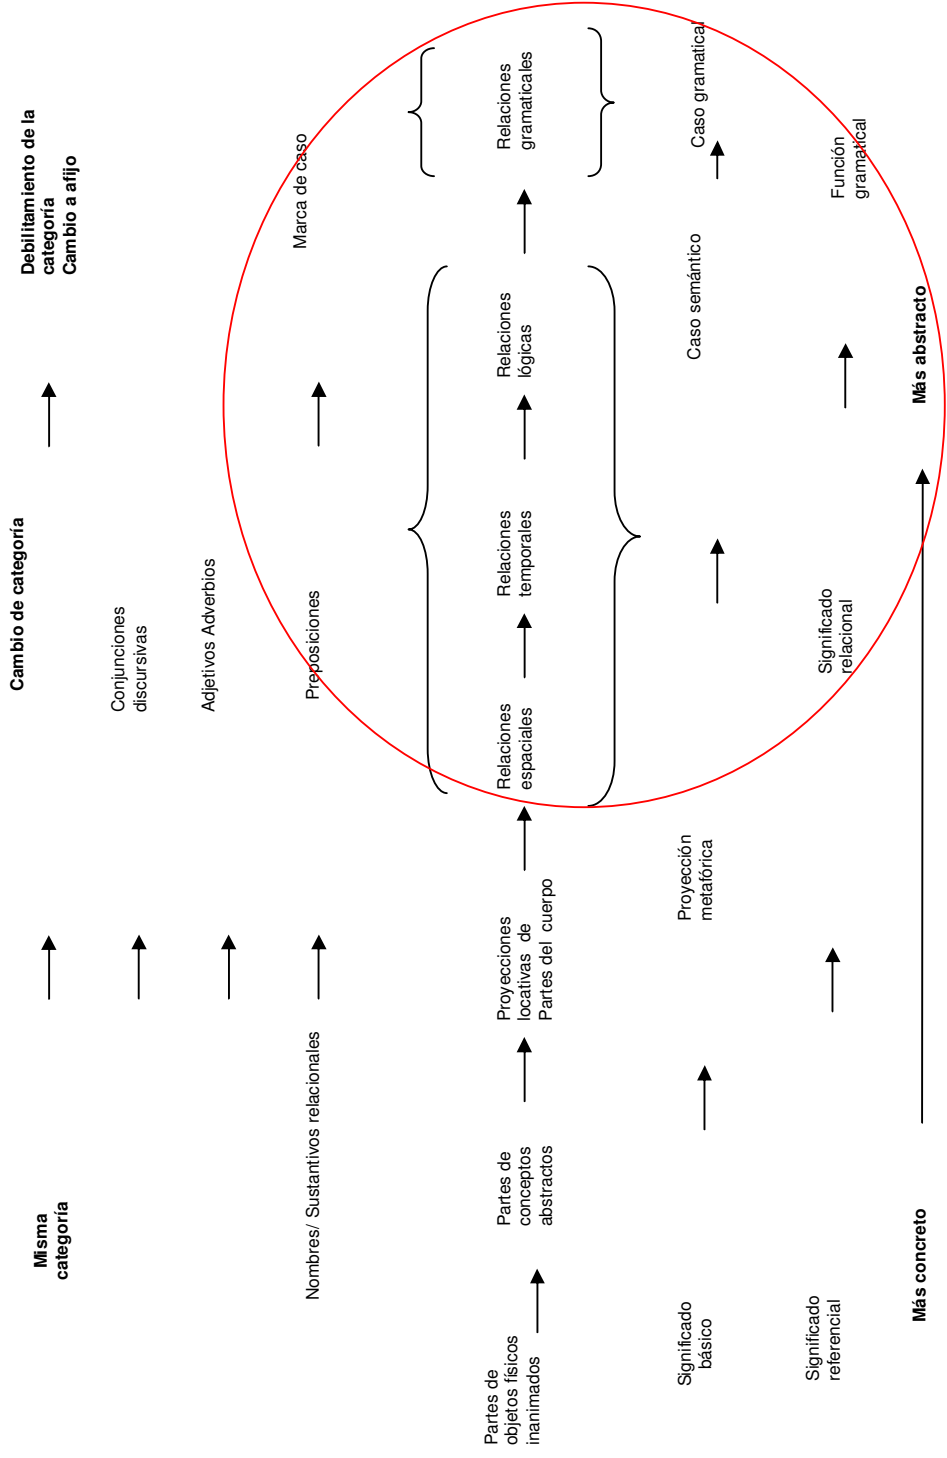 Misma
categoría
Cambio de categoría
Debilitamiento de la
categoría
Cambio a afijo
Conjunciones
discursivas
Adjetivos Adverbios
Nombres/ Sustantivos relacionales
Preposiciones
Marca de caso
Partes de
objetos físicos
inanimados
Partes de
conceptos
abstractos
Proyecciones
locativas de
Partes del cuerpo
Relaciones
espaciales
Relaciones
temporales
Relaciones
lógicas
Relaciones
gramaticales
Significado
básico
Proyección
metafórica
Caso semántico
Caso gramatical
Significado
referencial
Significado
relacional
Función
gramatical
Más concreto
Más abstracto